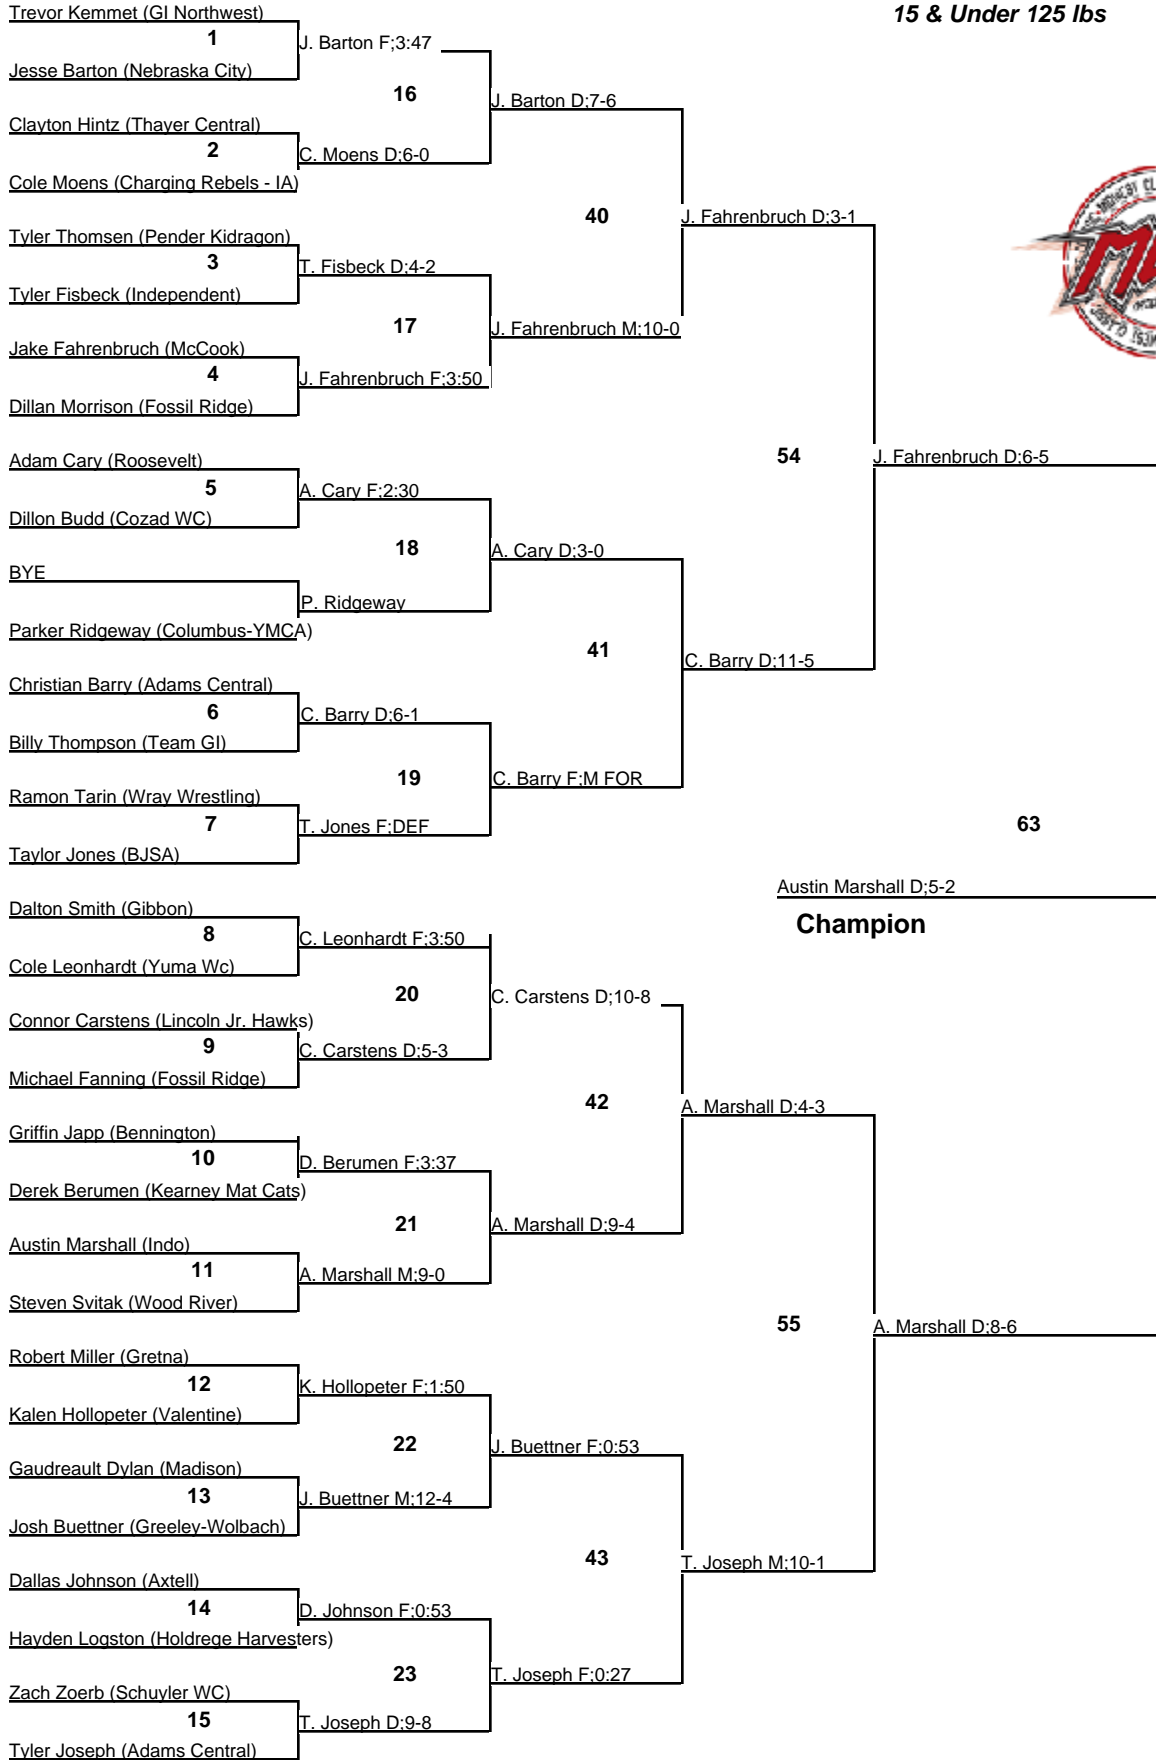 Trevor Kemmet (GI Northwest)
15 & Under 125 lbs
1
J. Barton F;3:47
Jesse Barton (Nebraska City)
16
J. Barton D;7-6
Clayton Hintz (Thayer Central)
2
C. Moens D;6-0
Cole Moens (Charging Rebels - IA)
40
J. Fahrenbruch D;3-1
Tyler Thomsen (Pender Kidragon)
3
T. Fisbeck D;4-2
Tyler Fisbeck (Independent)
17
J. Fahrenbruch M;10-0
Jake Fahrenbruch (McCook)
4
J. Fahrenbruch F;3:50
Dillan Morrison (Fossil Ridge)
54
J. Fahrenbruch D;6-5
Adam Cary (Roosevelt)
5
A. Cary F;2:30
Dillon Budd (Cozad WC)
18
A. Cary D;3-0
BYE
P. Ridgeway
Parker Ridgeway (Columbus-YMCA)
41
C. Barry D;11-5
Christian Barry (Adams Central)
6
C. Barry D;6-1
Billy Thompson (Team GI)
19
C. Barry F;M FOR
Ramon Tarin (Wray Wrestling)
7
T. Jones F;DEF
Taylor Jones (BJSA)
63
Austin Marshall D;5-2
Champion
Dalton Smith (Gibbon)
8
C. Leonhardt F;3:50
Cole Leonhardt (Yuma Wc)
20
C. Carstens D;10-8
Connor Carstens (Lincoln Jr. Hawks)
9
C. Carstens D;5-3
Michael Fanning (Fossil Ridge)
42
A. Marshall D;4-3
Griffin Japp (Bennington)
10
D. Berumen F;3:37
Derek Berumen (Kearney Mat Cats)
21
A. Marshall D;9-4
Austin Marshall (Indo)
11
A. Marshall M;9-0
Steven Svitak (Wood River)
55
A. Marshall D;8-6
Robert Miller (Gretna)
12
K. Hollopeter F;1:50
Kalen Hollopeter (Valentine)
22
J. Buettner F;0:53
Gaudreault Dylan (Madison)
13
J. Buettner M;12-4
Josh Buettner (Greeley-Wolbach)
43
T. Joseph M;10-1
Dallas Johnson (Axtell)
14
D. Johnson F;0:53
Hayden Logston (Holdrege Harvesters)
23
T. Joseph F;0:27
Zach Zoerb (Schuyler WC)
15
T. Joseph D;9-8
Tyler Joseph (Adams Central)